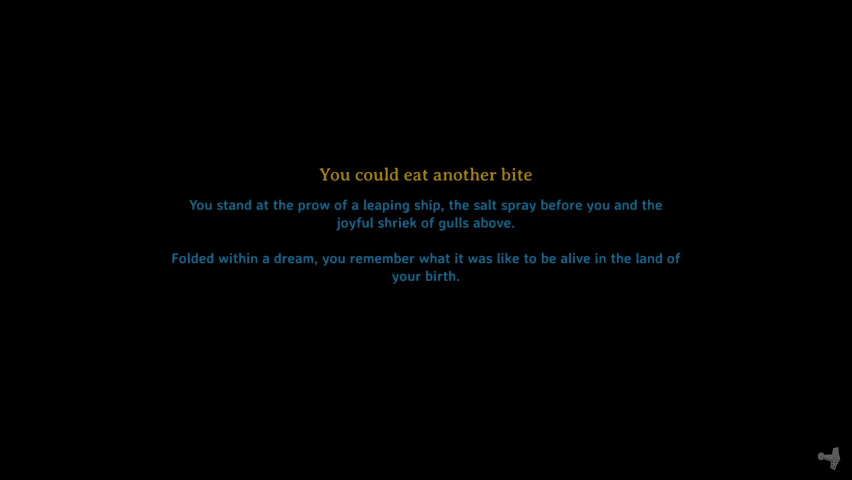 You could eat another bite
You stand at the prow of a leaping ship, the salt spray before you and the
joyful shriek of gulls above.
Folded within a dream, you remember what it was like to be alive in the land of
your birth.